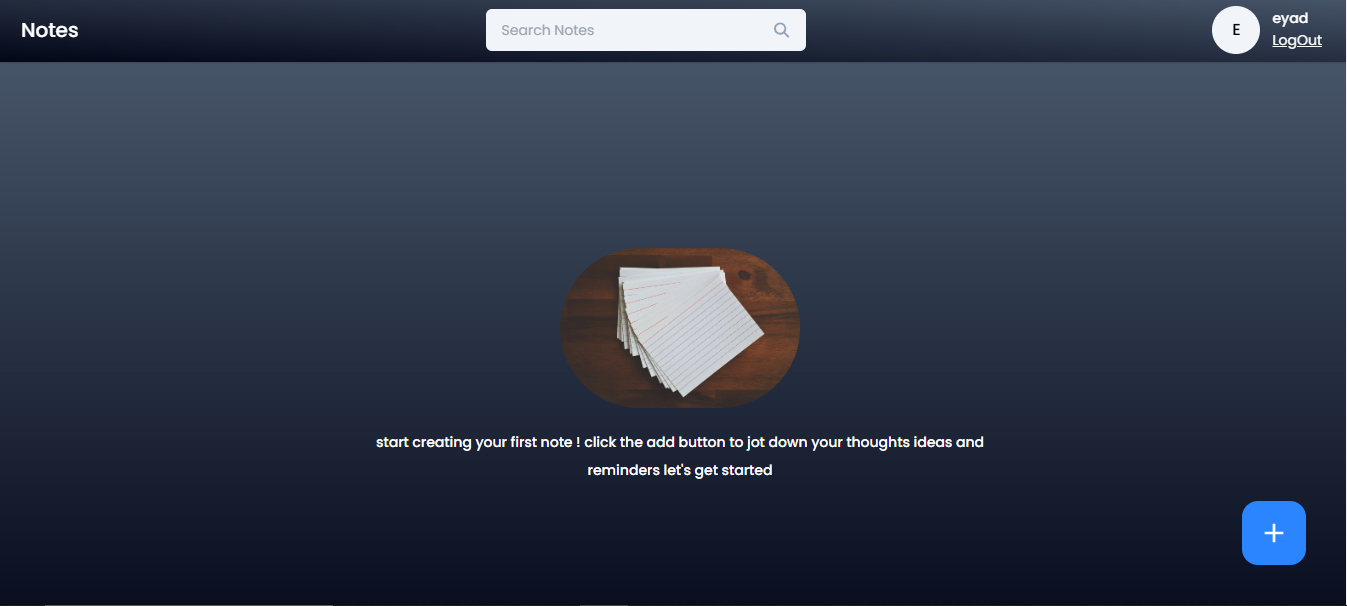 Notes
Search Notes
E
eyad
LogOut
start creating your first note ! click the add button to jot down your thoughts ideas and
reminders let's get started
+